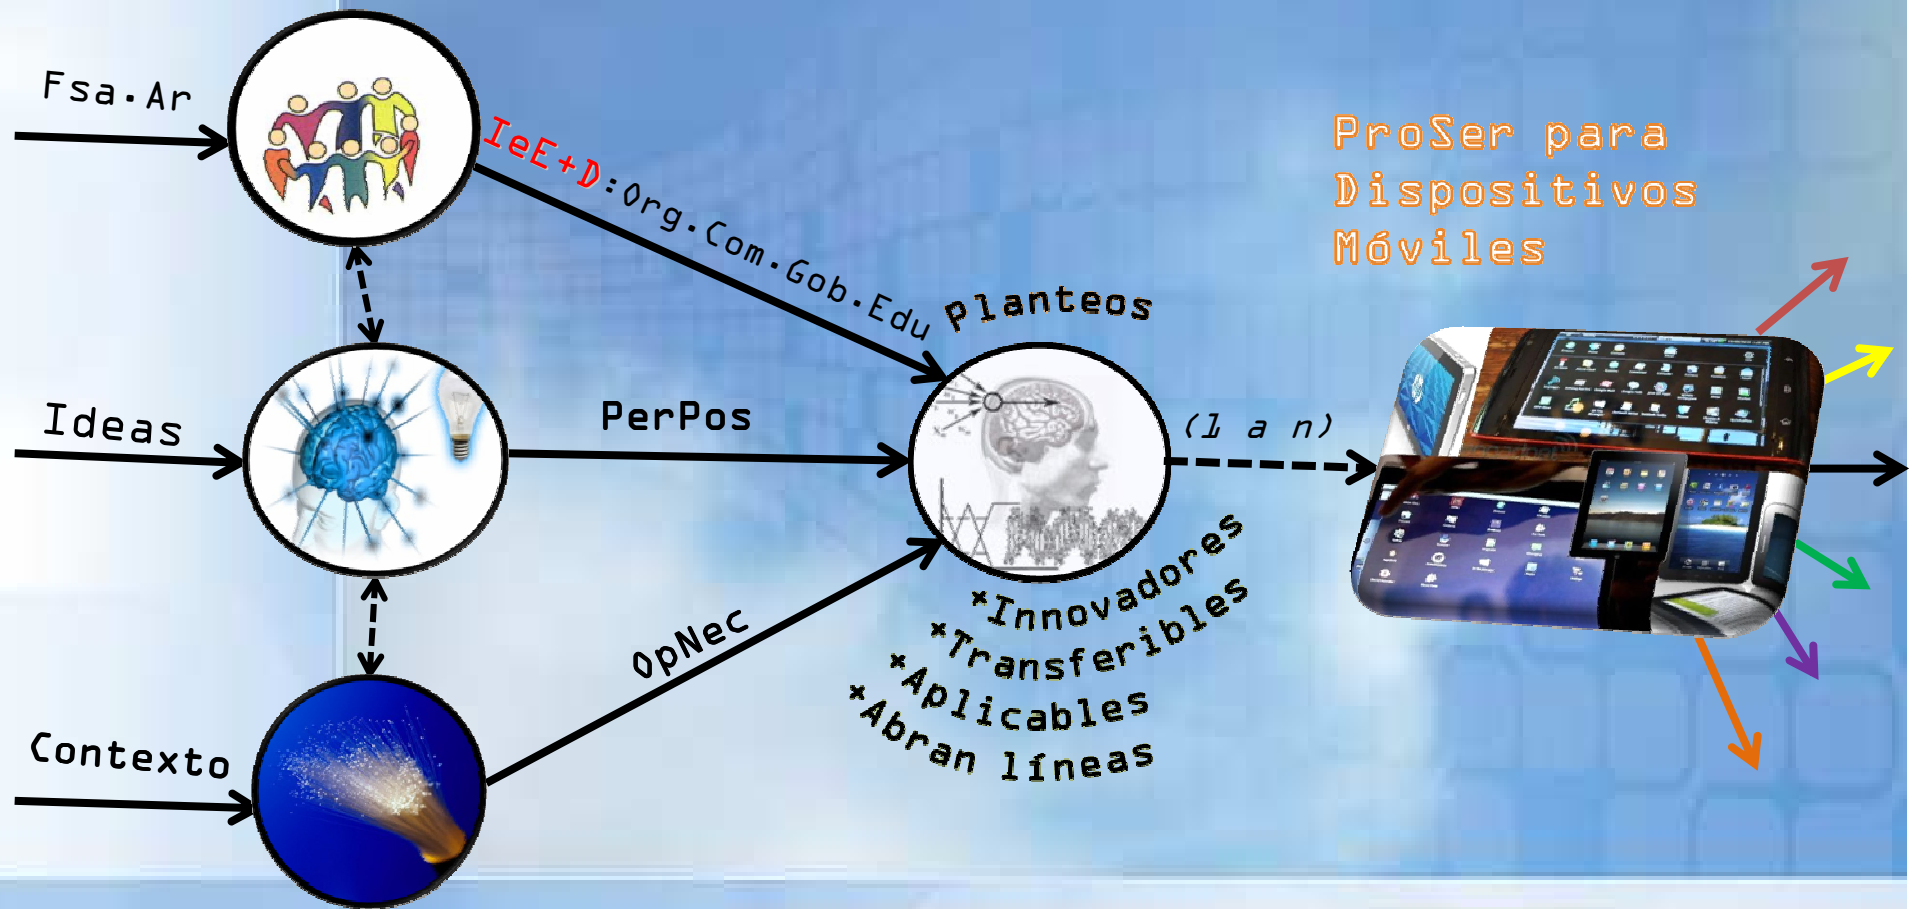 Fsa.Ar
IeE+D:Org.Com.Gob.Edu
ProSer para
Dispositivos
Móviles
Planteos
Ideas
PerPos
(1 a n)
OpNec
+Innovadores
+Transferibles
+Aplicables
+Abran líneas
Contexto